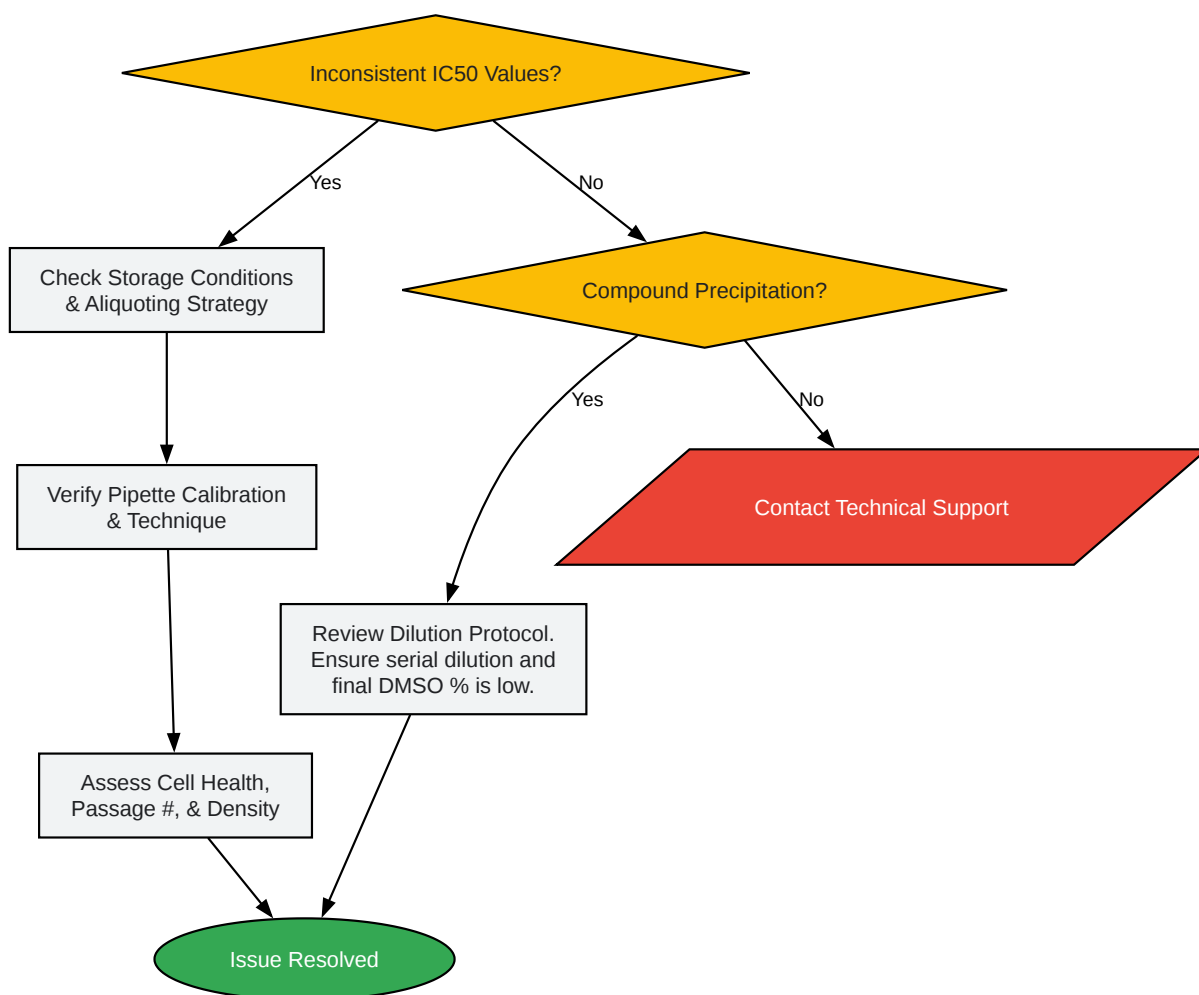 Inconsistent IC50 Values?
Yes
No
Check Storage Conditions
& Aliquoting Strategy
Compound Precipitation?
Yes
No
Verify Pipette Calibration
& Technique
Contact Technical Support
Review Dilution Protocol.
Ensure serial dilution and
final DMSO % is low.
Assess Cell Health,
Passage #, & Density
Issue Resolved